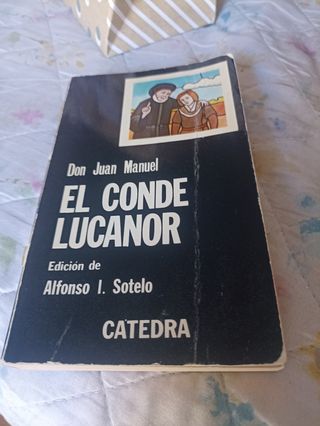 Don Juan Manuel
EL CONDE
LUCANOR
Edición de
Alfonso I. Sotelo
CATEDRA